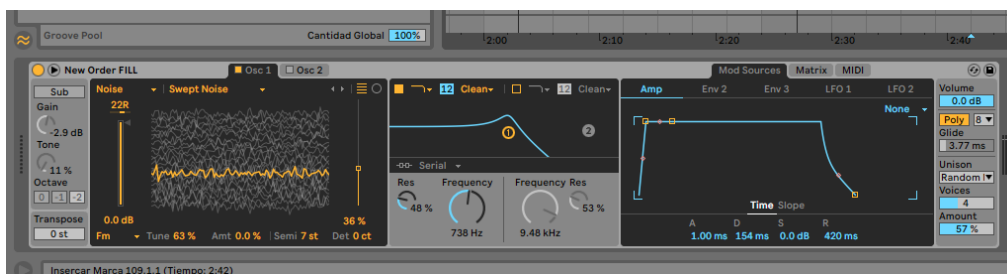 Groove Pool Cantidad Global 100%
2:00 2:10 2:20 2:30 2:40
New Order FILL Osc 1 Osc 2 Mod Sources Matrix MIDI
Sub
Gain
-2.9 dB
Tone
11 %
Octave
0 -1 -2
Transpose
0 st
Noise Swept Noise
22R
0.0 dB 36 %
Fm Tune 63 % Amt 0.0 % Semi 7 st Det 0 ct
12 Clean 12 Clean
1 2
Serial
Res Frequency Frequency Res
48 % 738 Hz 9.48 kHz 53 %
Amp Env 2 Env 3 LFO 1 LFO 2
None
Time Slope
A D S R
1.00 ms 154 ms 0.0 dB 420 ms
Volume
0.0 dB
Poly 8
Glide
3.77 ms
Unison
Random
Voices
4
Amount
57 %
Insercar Marca 109.1.1 (Tiempo: 2:42)